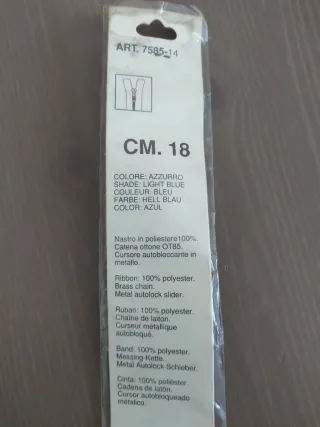 ART. 7585-14
CM. 18
COLORE: AZZURRO
SHADE: LIGHT BLUE
COULEUR: BLEU
FARBE: HELL BLAU
COLOR: AZUL
Nastro in poliestere100%.
Catena ottone OT85.
Cursore autobloccante in
metallo.
Ribbon: 100% polyester.
Brass chain.
Metal autolock slider.
Ruban: 100% polyester.
Chaîne de laiton.
Curseur métallique
autobloqué.
Band: 100% polyester.
Messing-Kette.
Metal Autolock Schieber.
Cinta: 100% poliéster.
Cadena de latón.
Cursor autobloqueado
métalico.